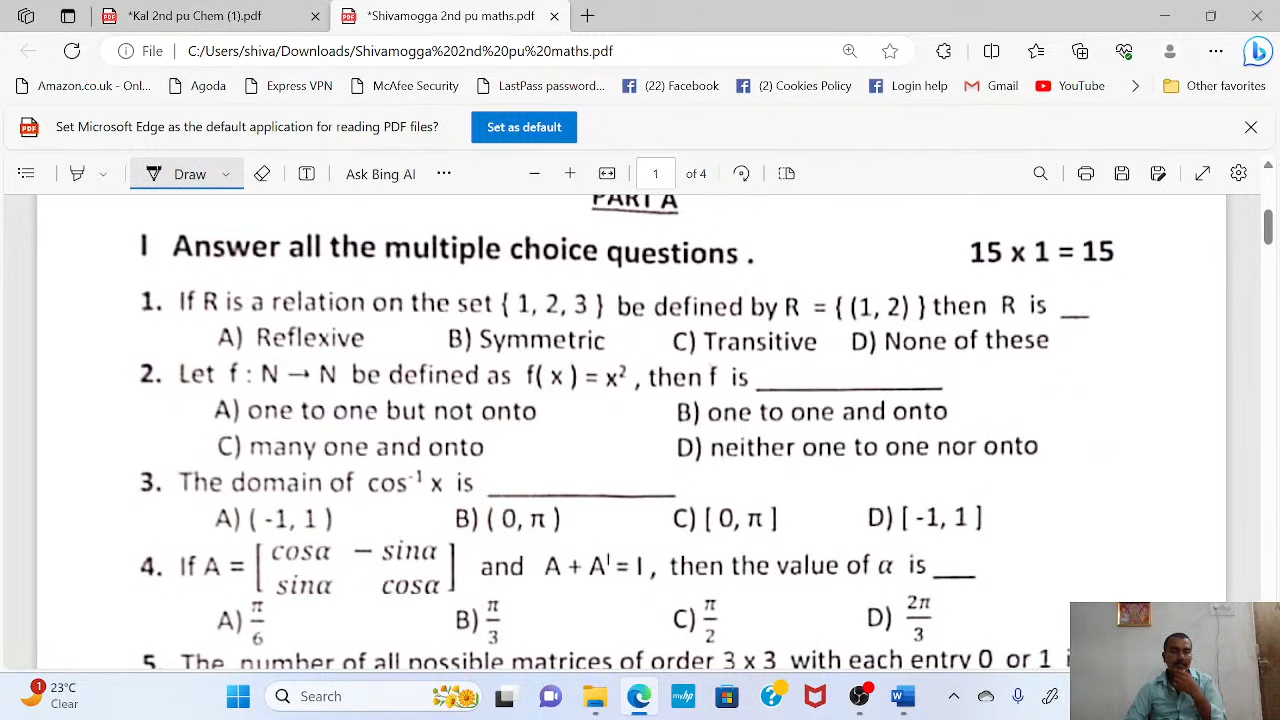 *Kal 2nd pu Chem (1).pdf
*Shivamogga 2nd pu maths.pdf
File C:/Users/shiva/Downloads/Shivamogga%202nd%20pu%20maths.pdf
Amazon.co.uk - Onl... Agoda Express VPN McAfee Security LastPass password... (22) Facebook (2) Cookies Policy Login help Gmail YouTube Other favorites
PDF Set Microsoft Edge as the default application for reading PDF files? Set as default
Draw Ask Bing AI 1 of 4
PART A
I Answer all the multiple choice questions . 15 x 1 = 15
1. If R is a relation on the set { 1, 2, 3 } be defined by R = { (1, 2) } then R is __
A) Reflexive B) Symmetric C) Transitive D) None of these
2. Let f : N → N be defined as f( x ) = x² , then f is ____________
A) one to one but not onto B) one to one and onto
C) many one and onto D) neither one to one nor onto
3. The domain of cos⁻¹ x is ____________
A) ( -1, 1 ) B) ( 0, π ) C) [ 0, π ] D) [ -1, 1 ]
4. If A = [ cosα − sinα
sinα cosα ] and A + Aᴵ = I , then the value of α is ___
A) π/6 B) π/3 C) π/2 D) 2π/3
5. The number of all possible matrices of order 3 x 3 with each entry 0 or 1
1 23°C
Clear
Search
myhp